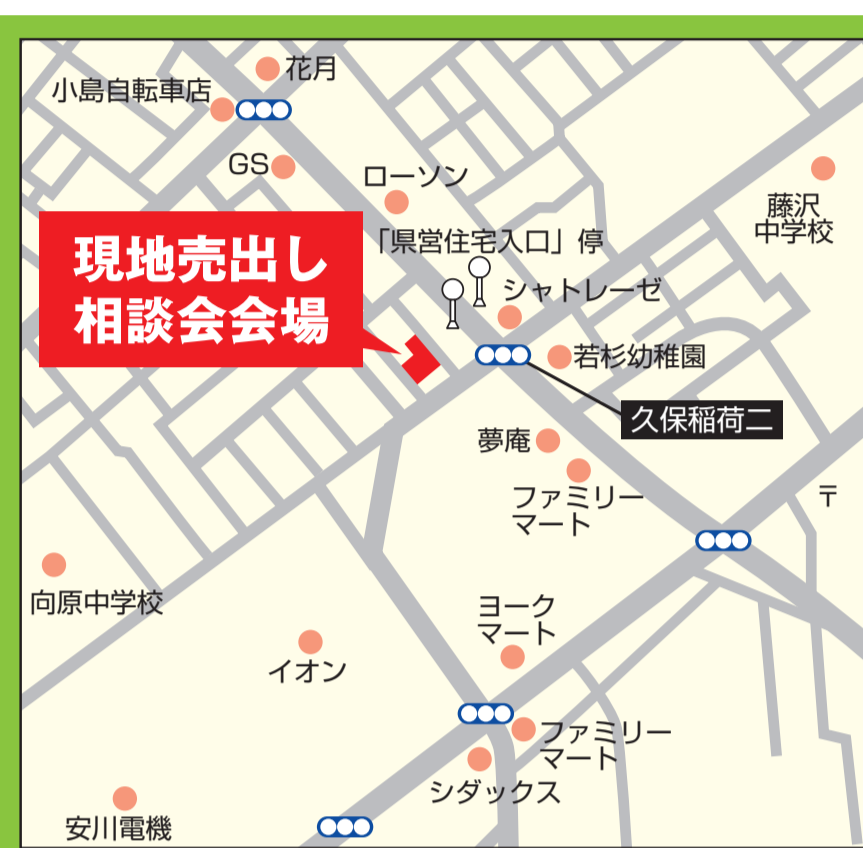 花月
小島自転車店
GS
ローソン
藤沢
中学校
現地売出し
相談会会場
「県営住宅入口」停
シャトレーゼ
若杉幼稚園
久保稲荷二
夢庵
ファミリー
マート
〒
向原中学校
ヨーク
マート
イオン
ファミリー
マート
シダックス
安川電機